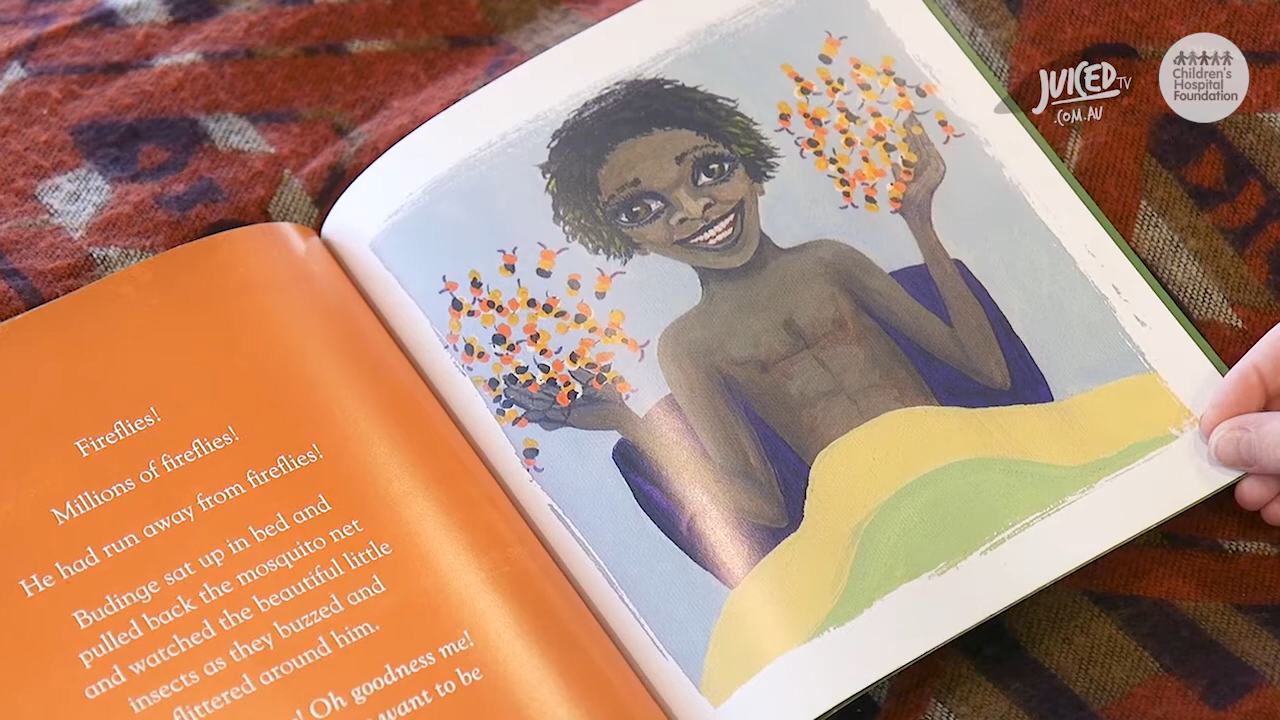 Fireflies!
Millions of fireflies!
He had run away from fireflies!
Budinge sat up in bed and
pulled back the mosquito net
and watched the beautiful little
insects as they buzzed and
flittered around him.
! Oh goodness me!
want to be
JUICED TV
.COM.AU
Children's
Hospital
Foundation